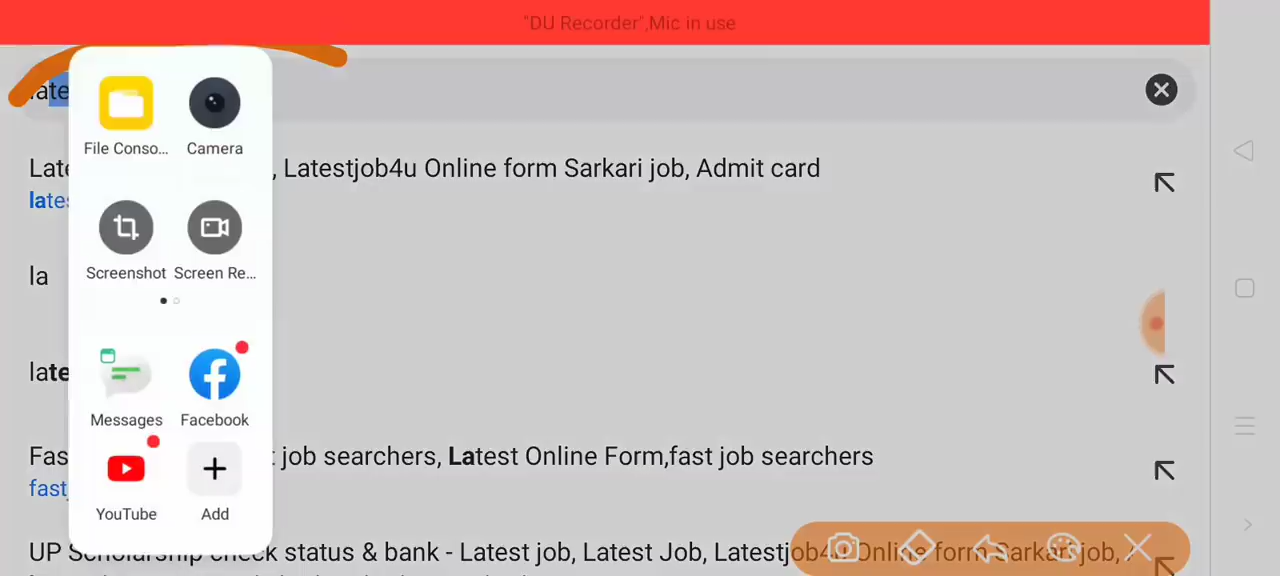 "DU Recorder",Mic in use
late
File Conso... Camera
Late , Latestjob4u Online form Sarkari job, Admit card
lates
Screenshot Screen Re...
la
late
Messages Facebook
Fas t job searchers, Latest Online Form,fast job searchers
fastj
YouTube Add
UP Scholarship check status & bank - Latest job, Latest Job, Latestjob4u Online form Sarkari job,